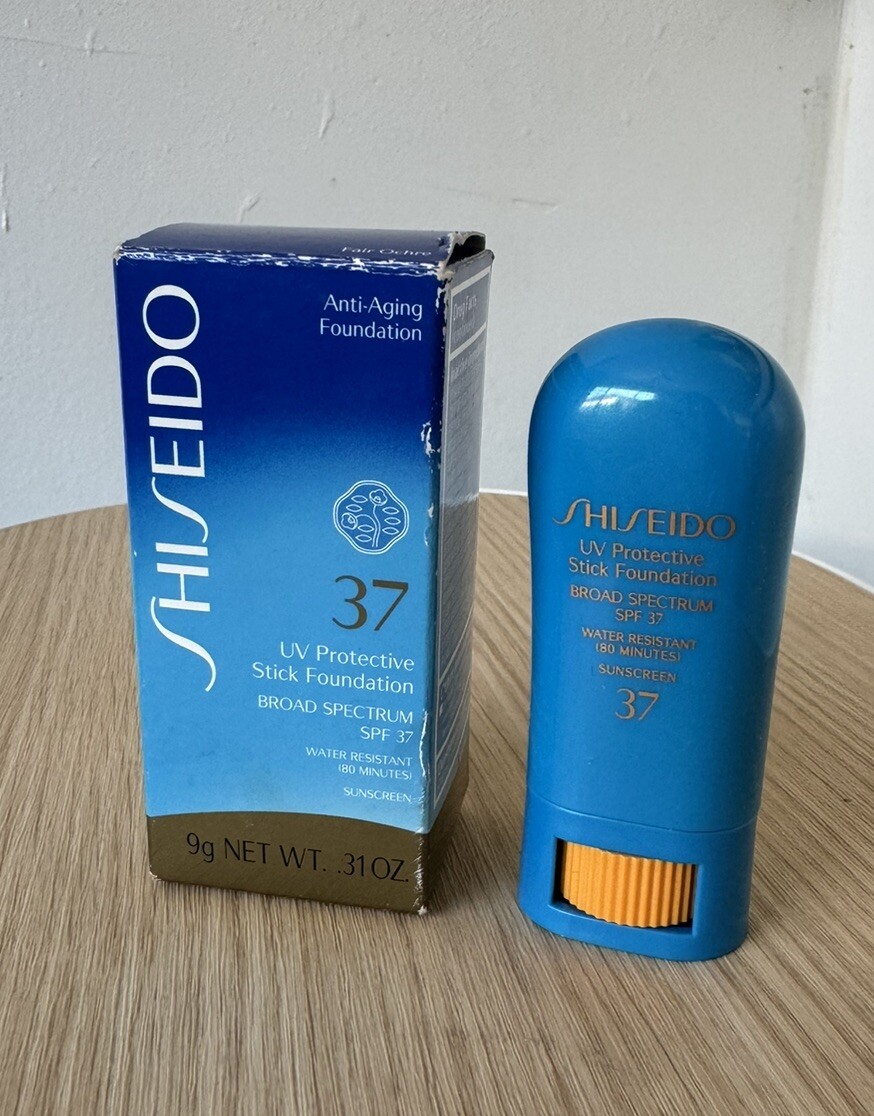 Fair Ochre
SHISEIDO
Anti-Aging
Foundation
37
UV Protective
Stick Foundation
BROAD SPECTRUM
SPF 37
WATER RESISTANT
(80 MINUTES)
SUNSCREEN
9g NET WT. .31 OZ.
Drug Facts
SHISEIDO
UV Protective
Stick Foundation
BROAD SPECTRUM
SPF 37
WATER RESISTANT
(80 MINUTES)
SUNSCREEN
37